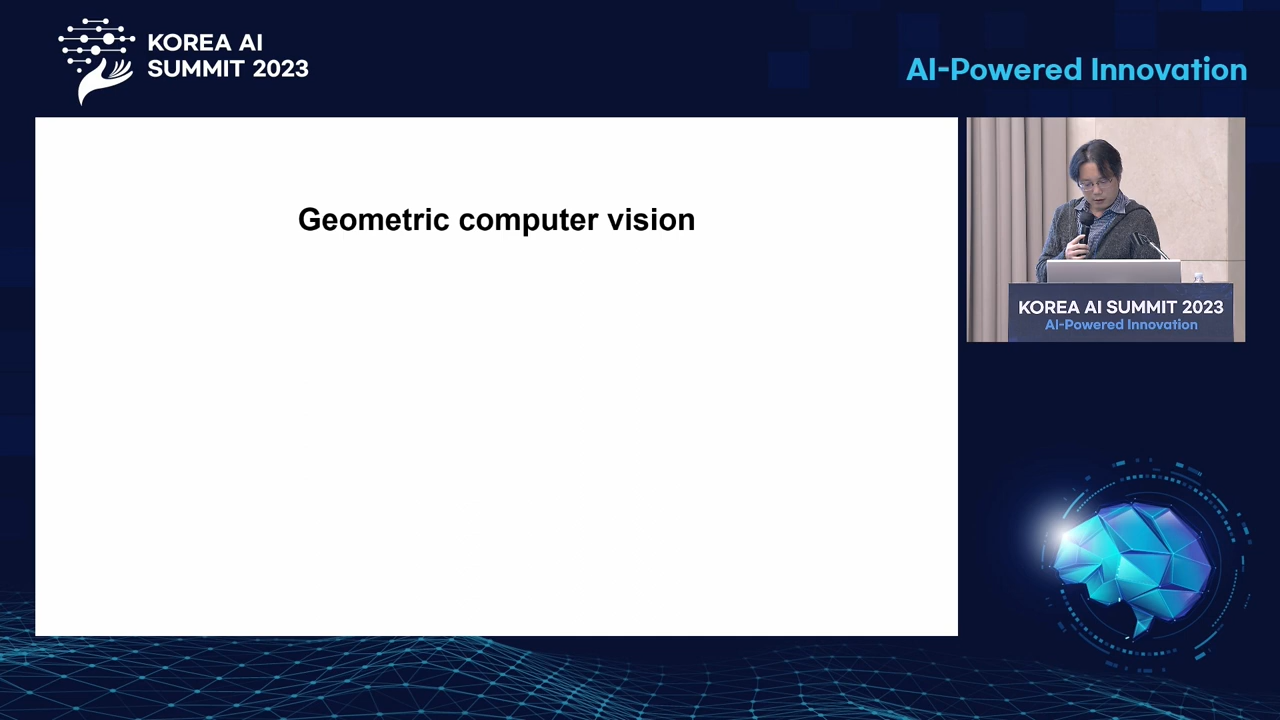 KOREA AI
SUMMIT 2023
AI-Powered Innovation
Geometric computer vision
KOREA AI SUMMIT 2023
AI-Powered Innovation